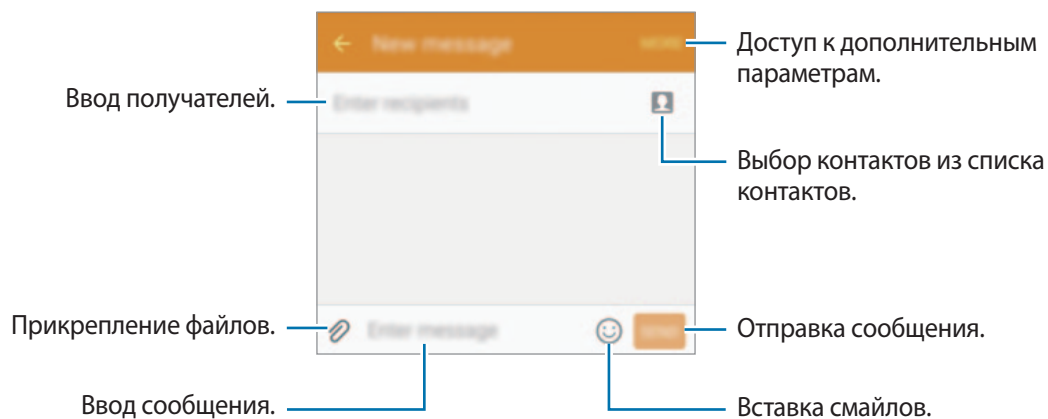 ← New message MORE
Доступ к дополнительным
параметрам.
Ввод получателей.
Enter recipients
Выбор контактов из списка
контактов.
Прикрепление файлов.
Enter message
Отправка сообщения.
Ввод сообщения.
Вставка смайлов.